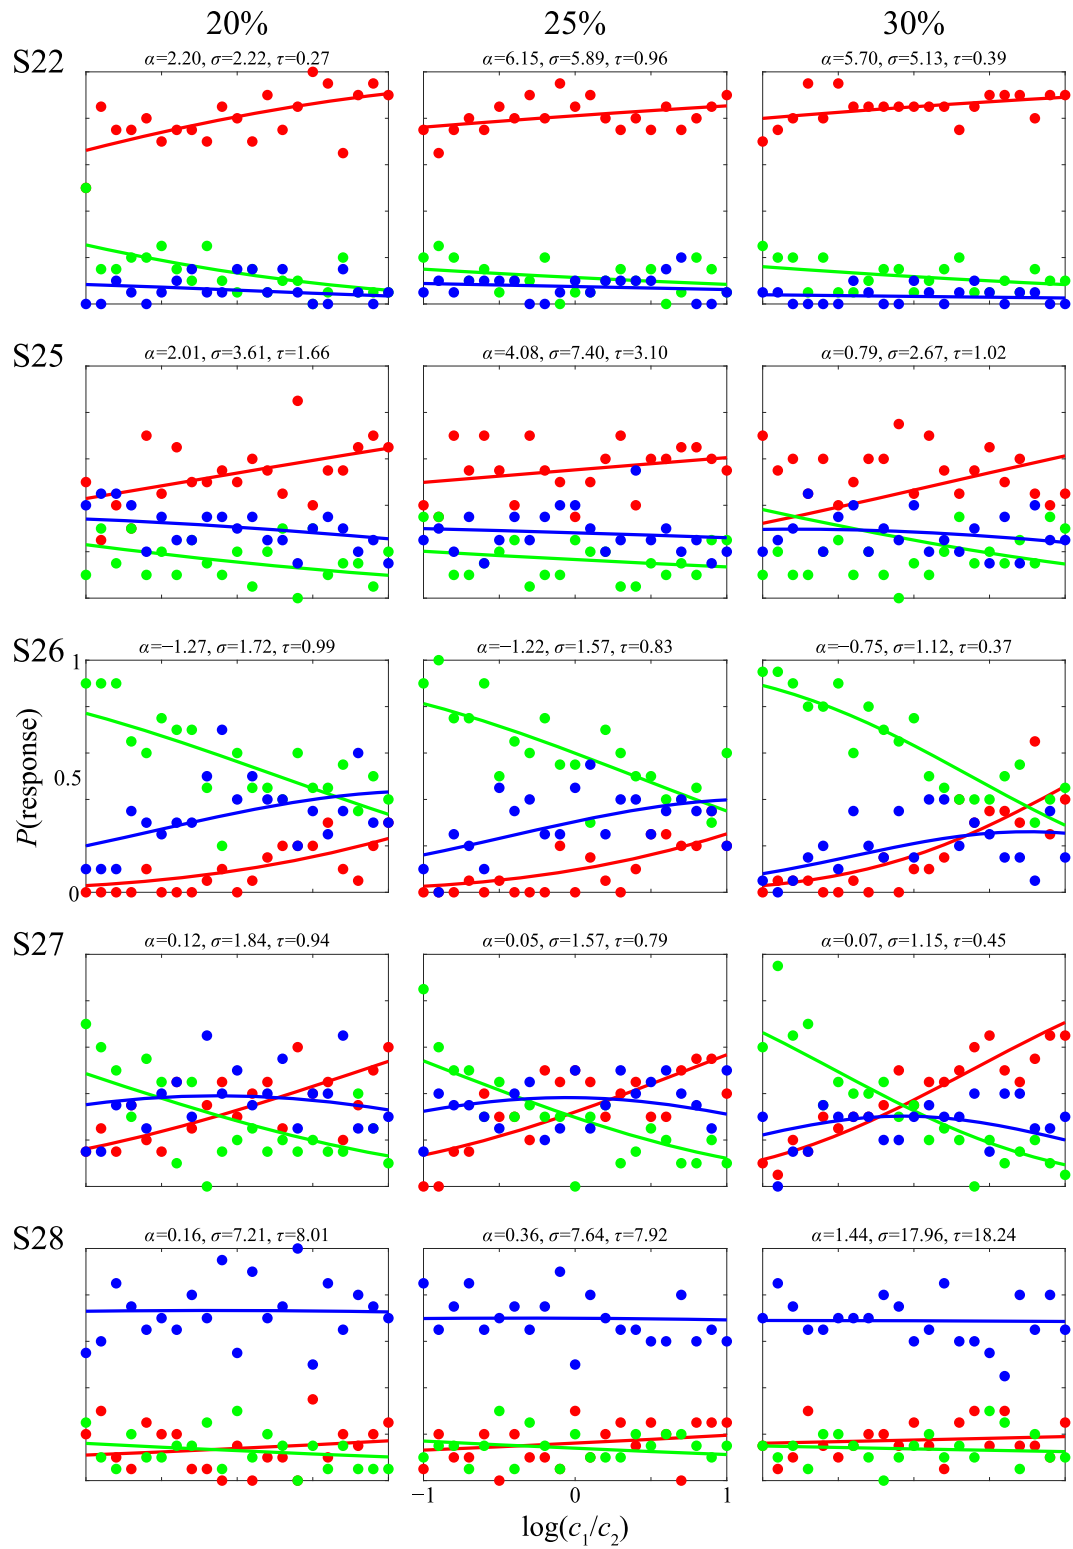 20% 25% 30%
S22
α=2.20, σ=2.22, τ=0.27
α=6.15, σ=5.89, τ=0.96
α=5.70, σ=5.13, τ=0.39
S25
α=2.01, σ=3.61, τ=1.66
α=4.08, σ=7.40, τ=3.10
α=0.79, σ=2.67, τ=1.02
S26
α=−1.27, σ=1.72, τ=0.99
α=−1.22, σ=1.57, τ=0.83
α=−0.75, σ=1.12, τ=0.37
1
0.5
0
P(response)
S27
α=0.12, σ=1.84, τ=0.94
α=0.05, σ=1.57, τ=0.79
α=0.07, σ=1.15, τ=0.45
S28
α=0.16, σ=7.21, τ=8.01
α=0.36, σ=7.64, τ=7.92
α=1.44, σ=17.96, τ=18.24
−1 0 1
log(c₁/c₂)